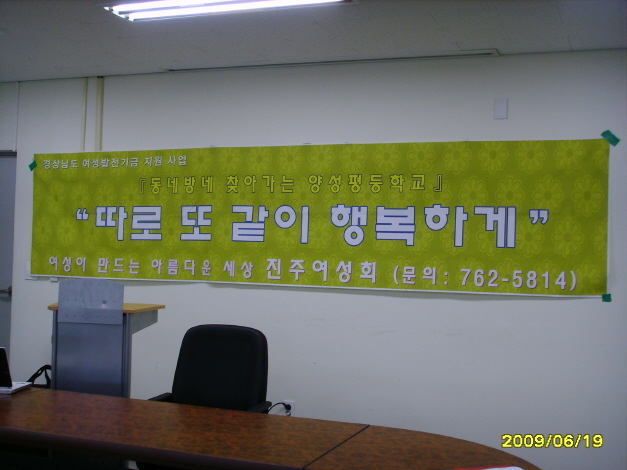 경상남도 여성발전기금 지원 사업
『동네방네 찾아가는 양성평등학교』
“따로 또 같이 행복하게”
여성이 만드는 아름다운 세상 진주여성회 (문의: 762-5814)
2009/06/19